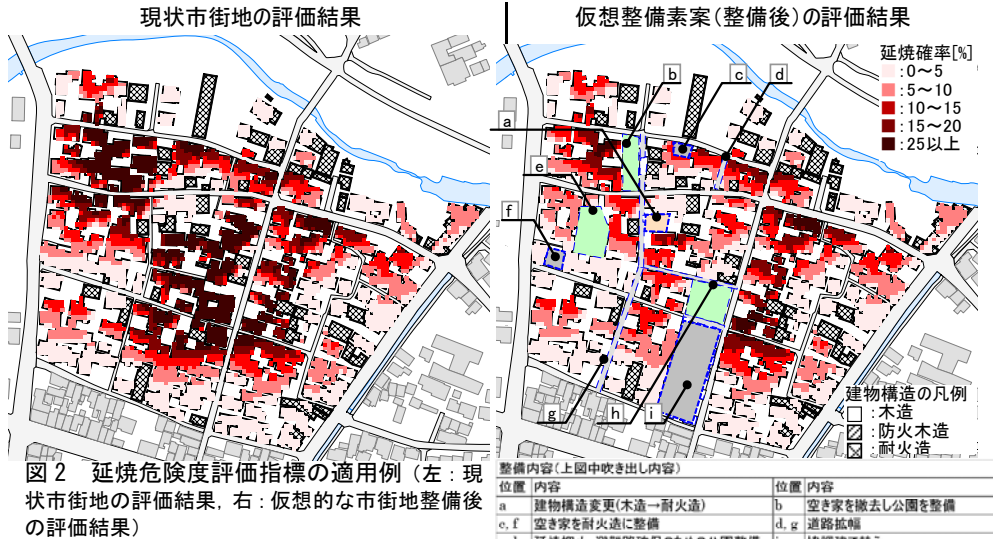 現状市街地の評価結果
仮想整備素案(整備後)の評価結果
延焼確率[%]
:0～5
:5～10
:10～15
:15～20
:25以上
a
b
c
d
e
f
g
h
i
建物構造の凡例
:木造
:防火木造
:耐火造
図2 延焼危険度評価指標の適用例(左:現
状市街地の評価結果, 右:仮想的な市街地整備後
の評価結果)
整備内容(上図中吹き出し内容)
位置 内容 位置 内容
a 建物構造変更(木造→耐火造) b 空き家を撤去し公園を整備
c, f 空き家を耐火造に整備 d, g 道路拡幅